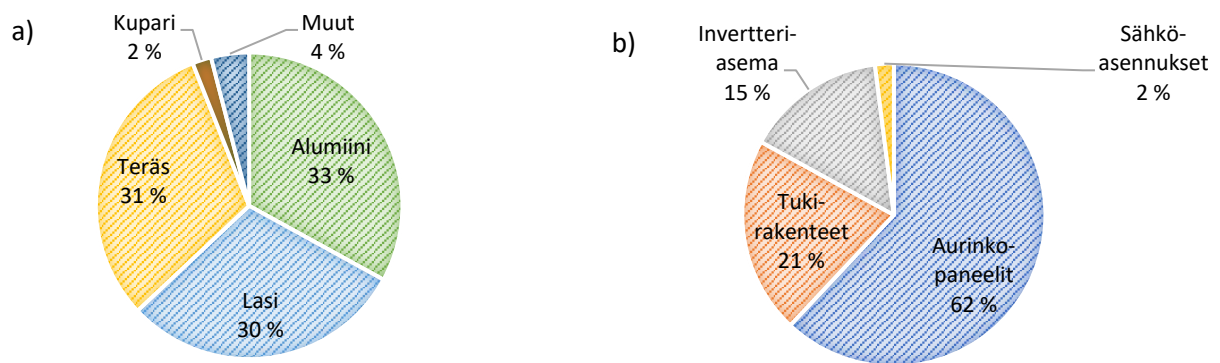 a)
Kupari
2 %
Muut
4 %
Alumiini
33 %
Teräs
31 %
Lasi
30 %
b)
Invertteri-
asema
15 %
Sähkö-
asennukset
2 %
Tuki-
rakenteet
21 %
Aurinko-
paneelit
62 %